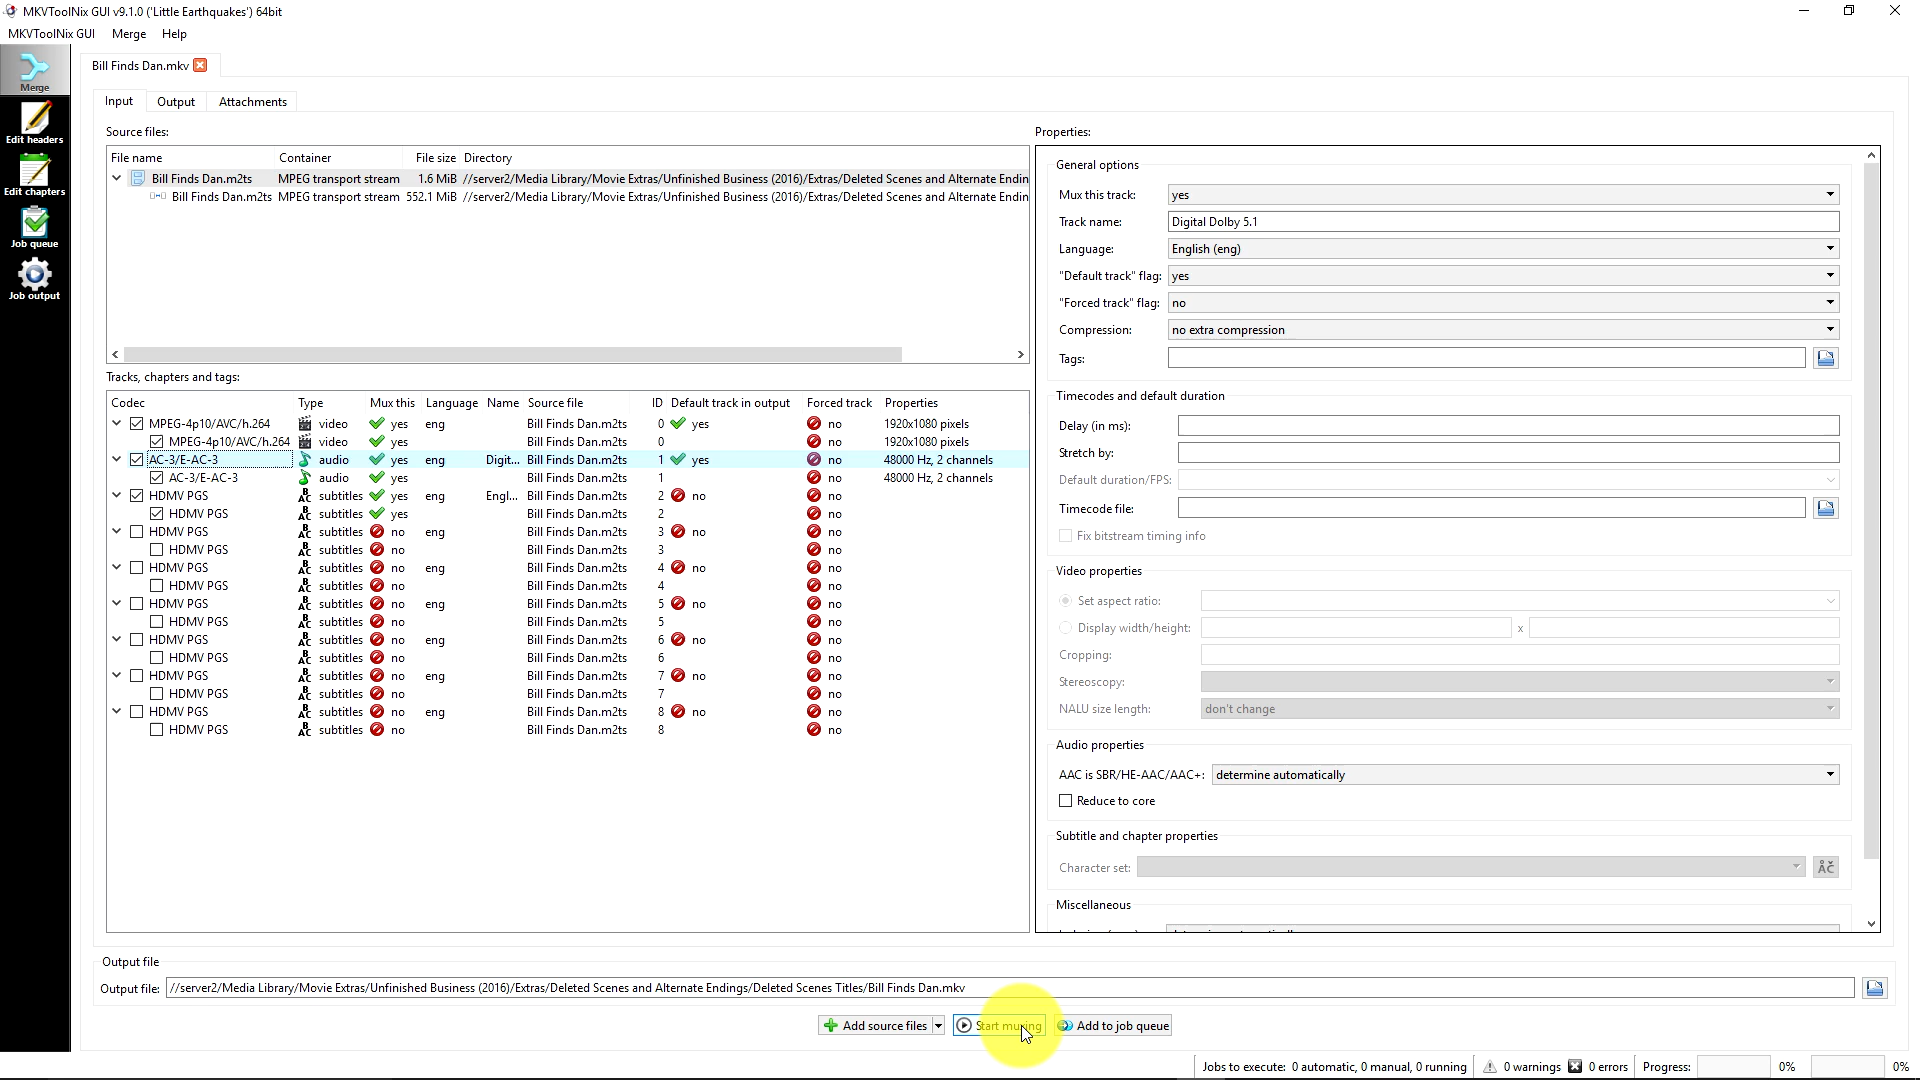 MKVToolNix GUI v9.1.0 ('Little Earthquakes') 64bit
MKVToolNix GUI Merge Help
Merge
Edit headers
Edit chapters
Job queue
Job output
Bill Finds Dan.mkv
Input Output Attachments
Source files:
File name Container File size Directory
Bill Finds Dan.m2ts MPEG transport stream 1.6 MiB //server2/Media Library/Movie Extras/Unfinished Business (2016)/Extras/Deleted Scenes and Alternate Endin
Bill Finds Dan.m2ts MPEG transport stream 552.1 MiB //server2/Media Library/Movie Extras/Unfinished Business (2016)/Extras/Deleted Scenes and Alternate Endin
Tracks, chapters and tags:
Codec Type Mux this Language Name Source file ID Default track in output Forced track Properties
MPEG-4p10/AVC/h.264 video yes eng Bill Finds Dan.m2ts 0 yes no 1920x1080 pixels
MPEG-4p10/AVC/h.264 video yes Bill Finds Dan.m2ts 0 no 1920x1080 pixels
AC-3/E-AC-3 audio yes eng Digit... Bill Finds Dan.m2ts 1 yes no 48000 Hz, 2 channels
AC-3/E-AC-3 audio yes Bill Finds Dan.m2ts 1 no 48000 Hz, 2 channels
HDMV PGS subtitles yes eng Engl... Bill Finds Dan.m2ts 2 no no
HDMV PGS subtitles yes Bill Finds Dan.m2ts 2 no
HDMV PGS subtitles no eng Bill Finds Dan.m2ts 3 no no
HDMV PGS subtitles no Bill Finds Dan.m2ts 3 no
HDMV PGS subtitles no eng Bill Finds Dan.m2ts 4 no no
HDMV PGS subtitles no Bill Finds Dan.m2ts 4 no
HDMV PGS subtitles no eng Bill Finds Dan.m2ts 5 no no
HDMV PGS subtitles no Bill Finds Dan.m2ts 5 no
HDMV PGS subtitles no eng Bill Finds Dan.m2ts 6 no no
HDMV PGS subtitles no Bill Finds Dan.m2ts 6 no
HDMV PGS subtitles no eng Bill Finds Dan.m2ts 7 no no
HDMV PGS subtitles no Bill Finds Dan.m2ts 7 no
HDMV PGS subtitles no eng Bill Finds Dan.m2ts 8 no no
HDMV PGS subtitles no Bill Finds Dan.m2ts 8 no
Properties:
General options
Mux this track: yes
Track name: Digital Dolby 5.1
Language: English (eng)
"Default track" flag: yes
"Forced track" flag: no
Compression: no extra compression
Tags:
Timecodes and default duration
Delay (in ms):
Stretch by:
Default duration/FPS:
Timecode file:
Fix bitstream timing info
Video properties
Set aspect ratio:
Display width/height: x
Cropping:
Stereoscopy:
NALU size length: don't change
Audio properties
AAC is SBR/HE-AAC/AAC+: determine automatically
Reduce to core
Subtitle and chapter properties
Character set:
Miscellaneous
Output file
Output file: //server2/Media Library/Movie Extras/Unfinished Business (2016)/Extras/Deleted Scenes and Alternate Endings/Deleted Scenes Titles/Bill Finds Dan.mkv
Add source files Start muxing Add to job queue
Jobs to execute: 0 automatic, 0 manual, 0 running 0 warnings 0 errors Progress: 0% 0%